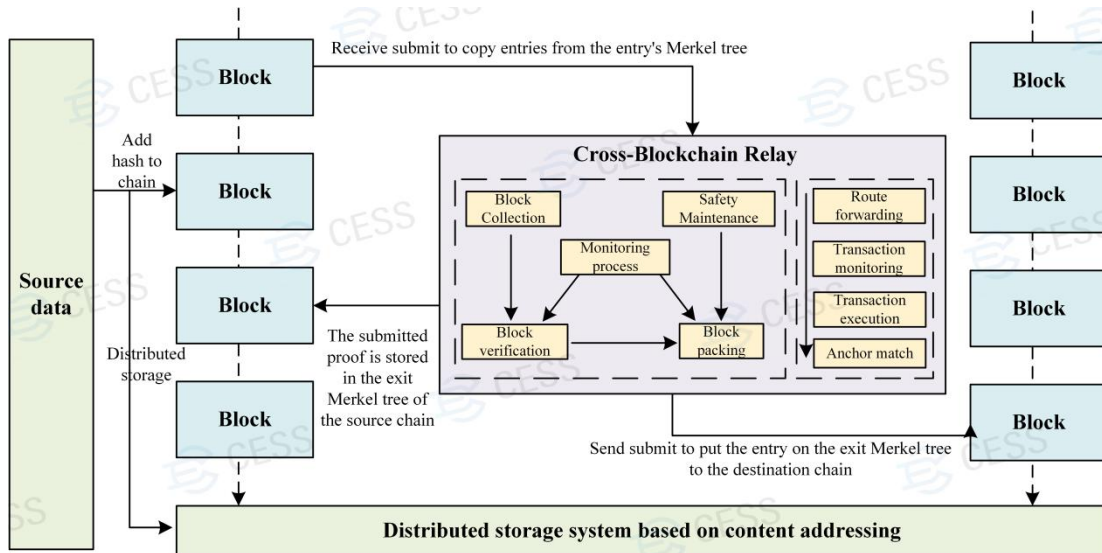 Receive submit to copy entries from the entry's Merkel tree
Block
Block
Add
hash to
chain
Cross-Blockchain Relay
Block
Block
Block
Collection
Safety
Maintenance
Route
forwarding
Monitoring
process
Transaction
monitoring
Source
data
Block
Block
The submitted
proof is stored
in the exit
Merkel tree of
the source chain
Block
verification
Block
packing
Transaction
execution
Anchor match
Distributed
storage
Block
Block
Send submit to put the entry on the exit Merkel tree
to the destination chain
Distributed storage system based on content addressing
CESS
CESS
CESS
CESS
CESS
CESS
CESS
CESS
CESS
CESS
CESS